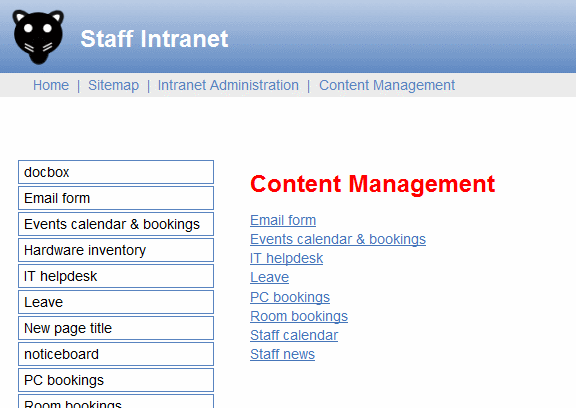 Staff Intranet
Home | Sitemap | Intranet Administration | Content Management
docbox
Email form
Events calendar & bookings
Hardware inventory
IT helpdesk
Leave
New page title
noticeboard
PC bookings
Room bookings
Content Management
Email form
Events calendar & bookings
IT helpdesk
Leave
PC bookings
Room bookings
Staff calendar
Staff news